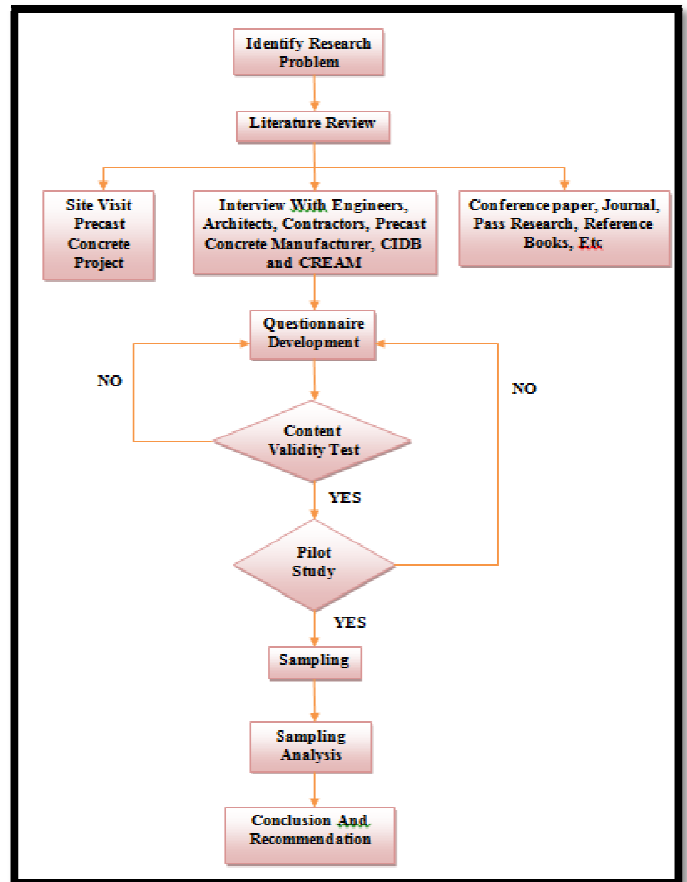 Identify Research
Problem
Literature Review
Site Visit
Precast
Concrete
Project
Interview With Engineers,
Architects, Contractors, Precast
Concrete Manufacturer, CIDB
and CREAM
Conference paper, Journal,
Pass Research, Reference
Books, Etc
Questionnaire
Development
NO
NO
Content
Validity Test
YES
Pilot
Study
YES
Sampling
Sampling
Analysis
Conclusion And
Recommendation